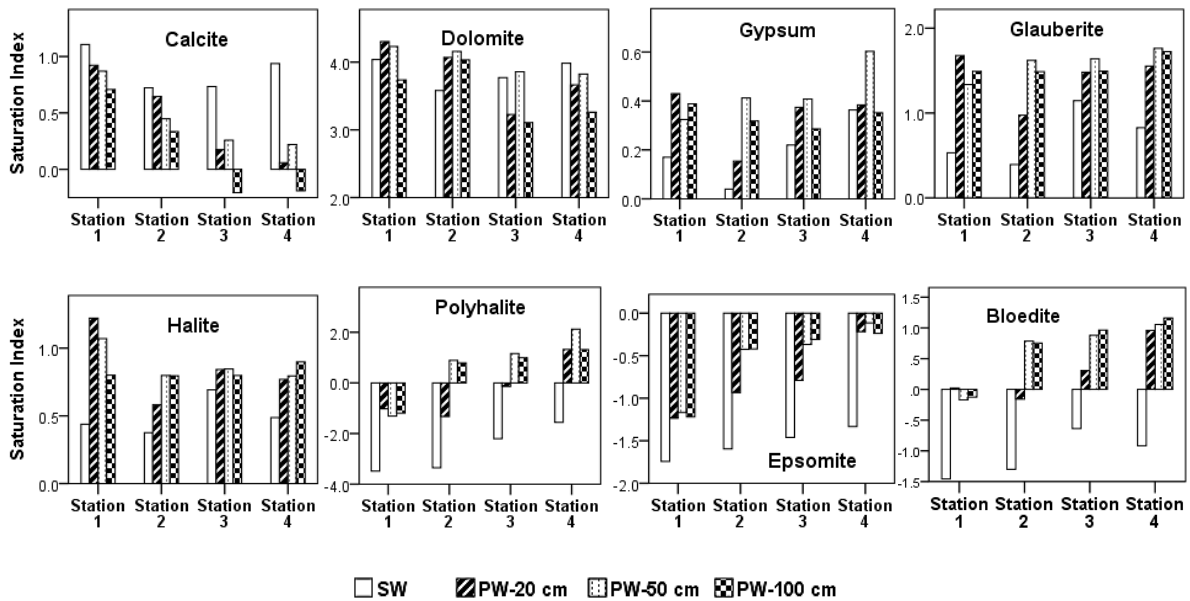 Calcite
Saturation Index
1.0
0.5
0.0
Station 1
Station 2
Station 3
Station 4
Dolomite
4.0
3.0
2.0
Station 1
Station 2
Station 3
Station 4
Gypsum
0.6
0.4
0.2
0.0
Station 1
Station 2
Station 3
Station 4
Glauberite
2.0
1.0
0.0
Station 1
Station 2
Station 3
Station 4
Halite
Saturation Index
1.0
0.5
0.0
Station 1
Station 2
Station 3
Station 4
Polyhalite
2.0
0.0
-2.0
-4.0
Station 1
Station 2
Station 3
Station 4
Epsomite
0.0
-0.5
-1.0
-1.5
-2.0
Station 1
Station 2
Station 3
Station 4
Bloedite
1.5
1.0
.5
.0
-.5
-1.0
-1.5
Station 1
Station 2
Station 3
Station 4
SW PW-20 cm PW-50 cm PW-100 cm